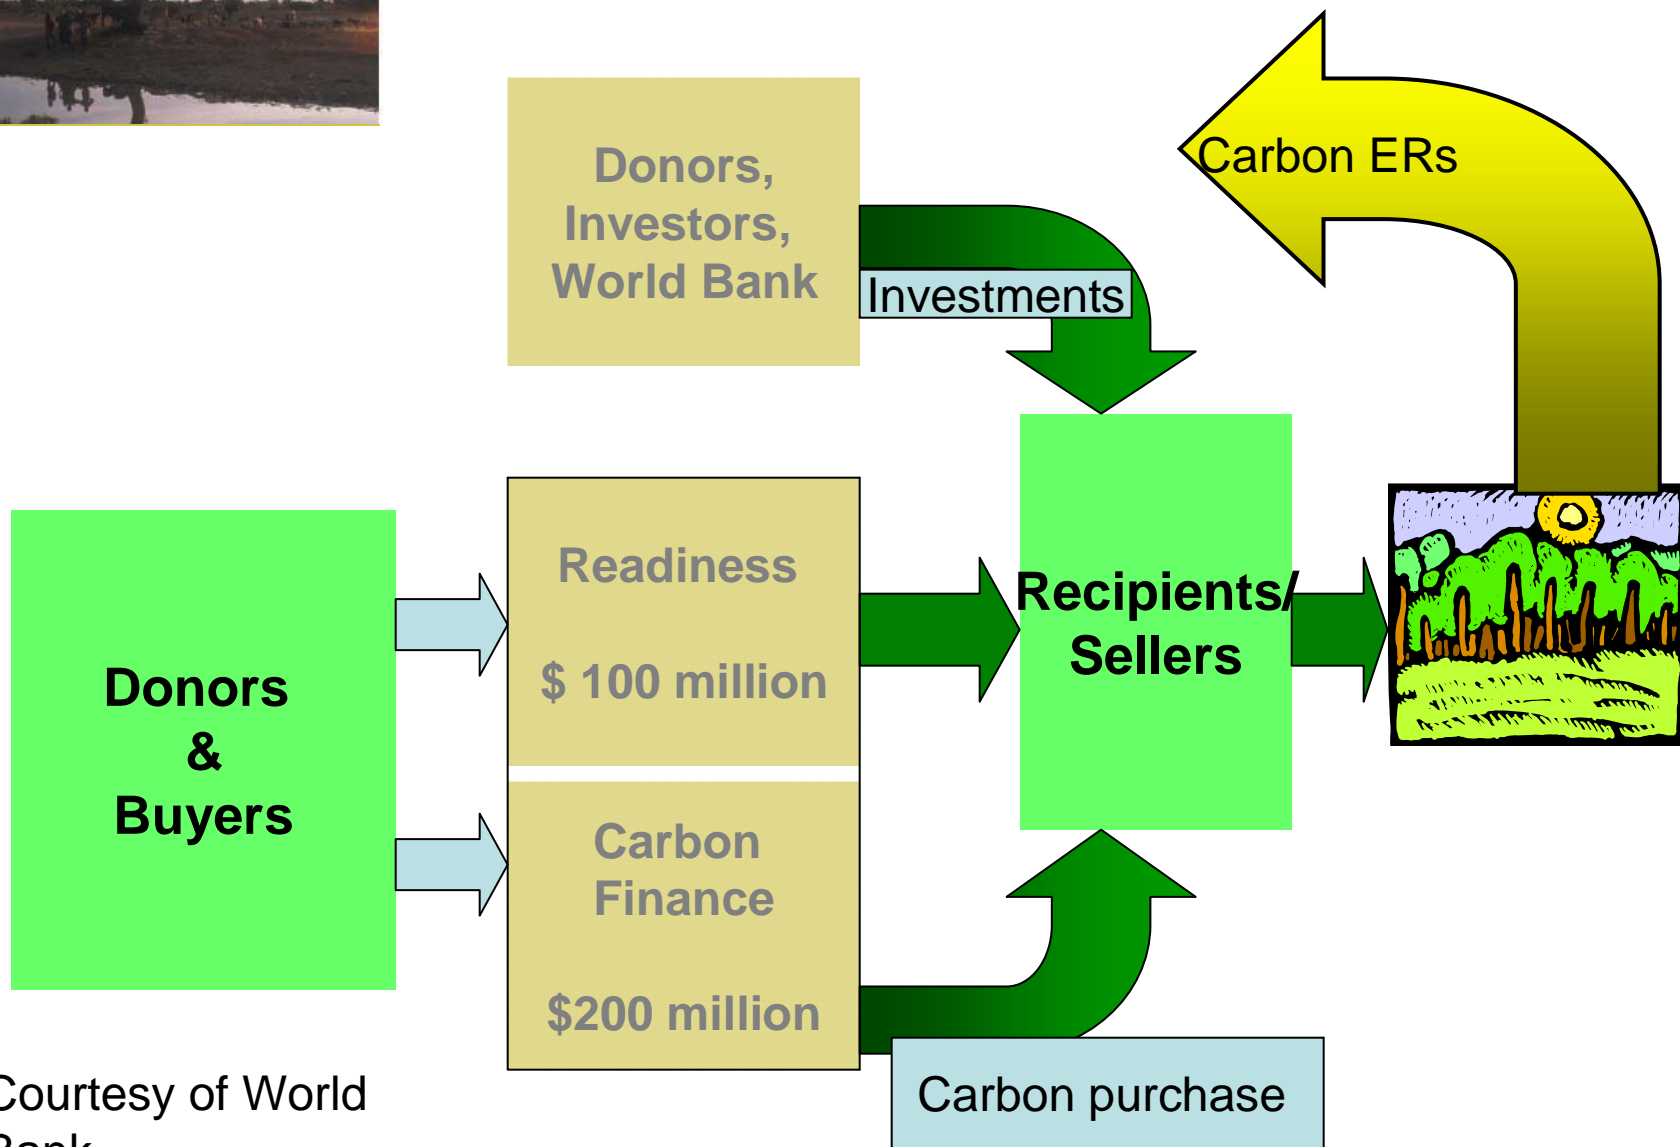 Donors,
Investors,
World Bank
Carbon ERs
Investments
Readiness
$ 100 million
Recipients/
Sellers
Donors
&
Buyers
Carbon
Finance
$200 million
Carbon purchase
Courtesy of World
Bank